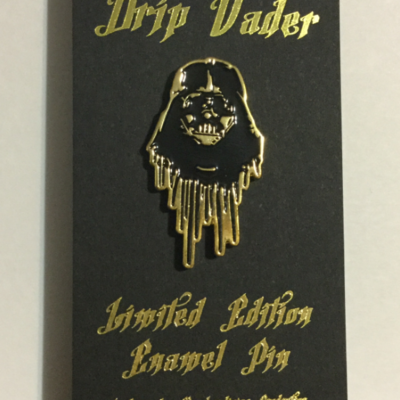 Drip Vader
Limited Edition
Enamel Pin